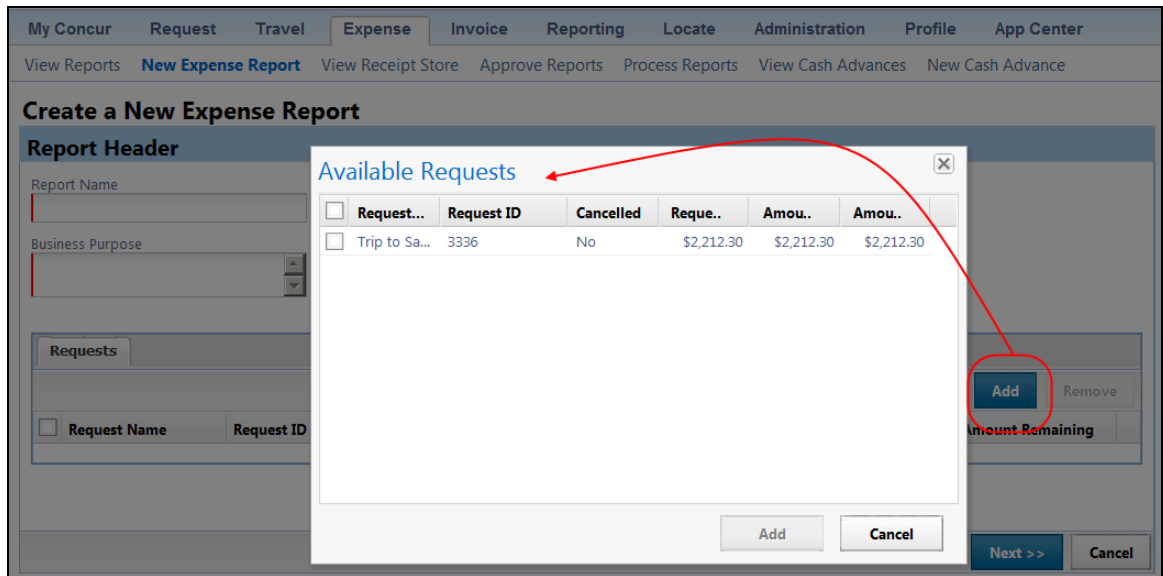 My Concur Request Travel Expense Invoice Reporting Locate Administration Profile App Center
View Reports New Expense Report View Receipt Store Approve Reports Process Reports View Cash Advances New Cash Advance
Create a New Expense Report
Report Header
Available Requests
Report Name
Request... Request ID Cancelled Reque.. Amou.. Amou..
Business Purpose
Trip to Sa... 3336 No $2,212.30 $2,212.30 $2,212.30
Requests
Add Remove
Request Name Request ID Amount Remaining
Add Cancel
Next >> Cancel